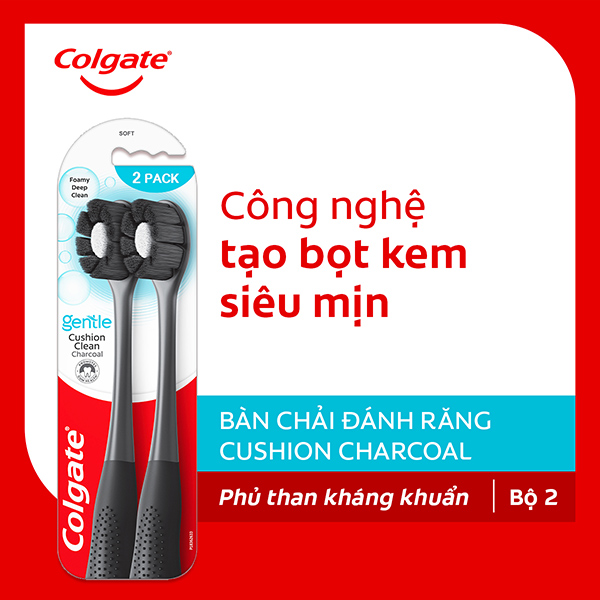 Colgate
SOFT
2 PACK
Foamy
Deep
Clean
gentle
Cushion
Clean
Charcoal
Colgate
Công nghệ
tạo bọt kem
siêu mịn
BÀN CHẢI ĐÁNH RĂNG
CUSHION CHARCOAL
Phủ than kháng khuẩn | Bộ 2